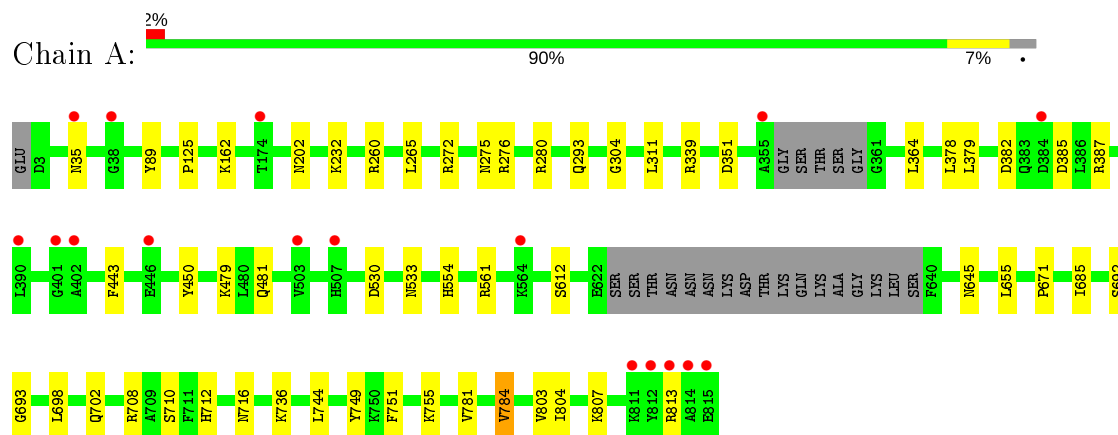 2%
Chain A:
90% 7% •
GLU D3 N35 G38 Y89 P125 K162 T174 N202 K232 R260 L265 R272 N275 R276 R280 Q293 G304 L311 R339 D351 A355 GLY SER THR SER GLY G361 L364 L378 L379 D382 Q383 D384 D385 L386 R387
L390 G401 A402 F443 E446 Y450 K479 L480 Q481 V503 H507 D530 N533 H554 R561 K564 S612 E622 SER SER THR ASN ASN ASN LYS ASP THR LYS GLN LYS ALA GLY LYS LEU SER F640 N645 L655 P671 I685 S692
G693 L698 Q702 R708 A709 S710 F711 H712 N716 K736 L744 Y749 K750 F751 K755 V781 V784 V803 I804 K807 K811 Y812 R813 A814 E815